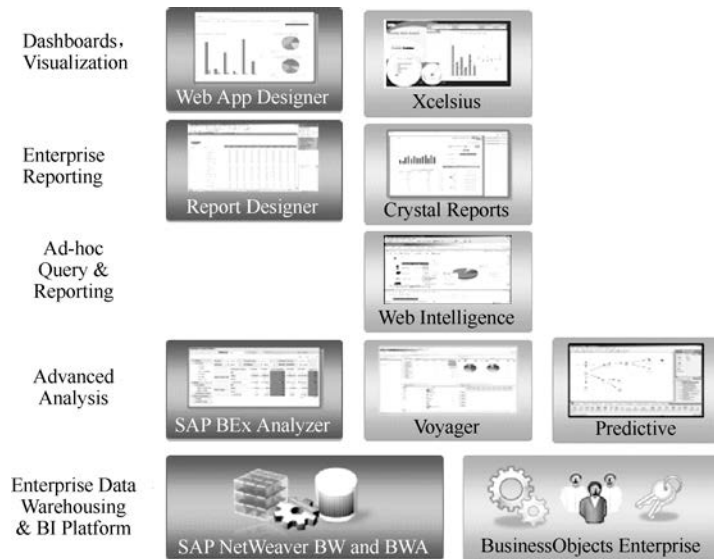 Dashboards,
Visualization
Web App Designer
Xcelsius
Enterprise
Reporting
Report Designer
Crystal Reports
Ad-hoc
Query &
Reporting
Web Intelligence
Advanced
Analysis
SAP BEx Analyzer
Voyager
Predictive
Enterprise Data
Warehousing
& BI Platform
SAP NetWeaver BW and BWA
BusinessObjects Enterprise